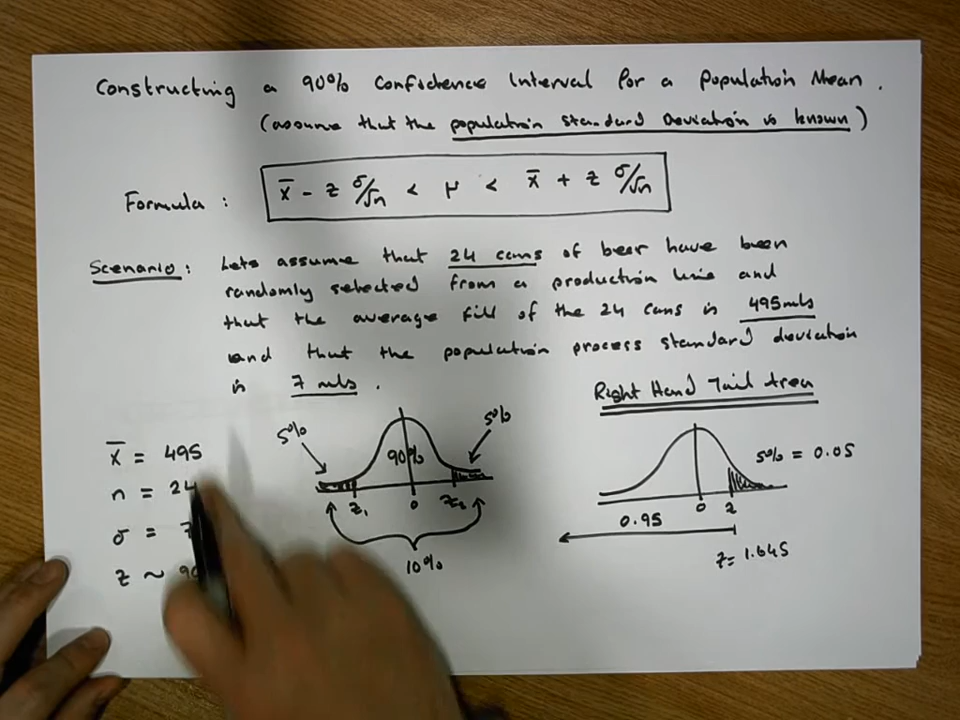 Constructing a 90% Confidence Interval for a Population Mean.
(assume that the population standard Deviation is known)
Formula : x̄ - z σ/√n < μ < x̄ + z σ/√n
Scenario : Lets assume that 24 cans of beer have been
randomly selected from a production line and
that the average fill of the 24 cans is 495mls
and that the population process standard deviation
is 7 mls.
Right Hand Tail Area
x̄ = 495
n = 24
σ = 7
z ~ 90
5%
5%
90%
z₁ 0 z₂
10%
5% = 0.05
0 z
0.95
z = 1.645